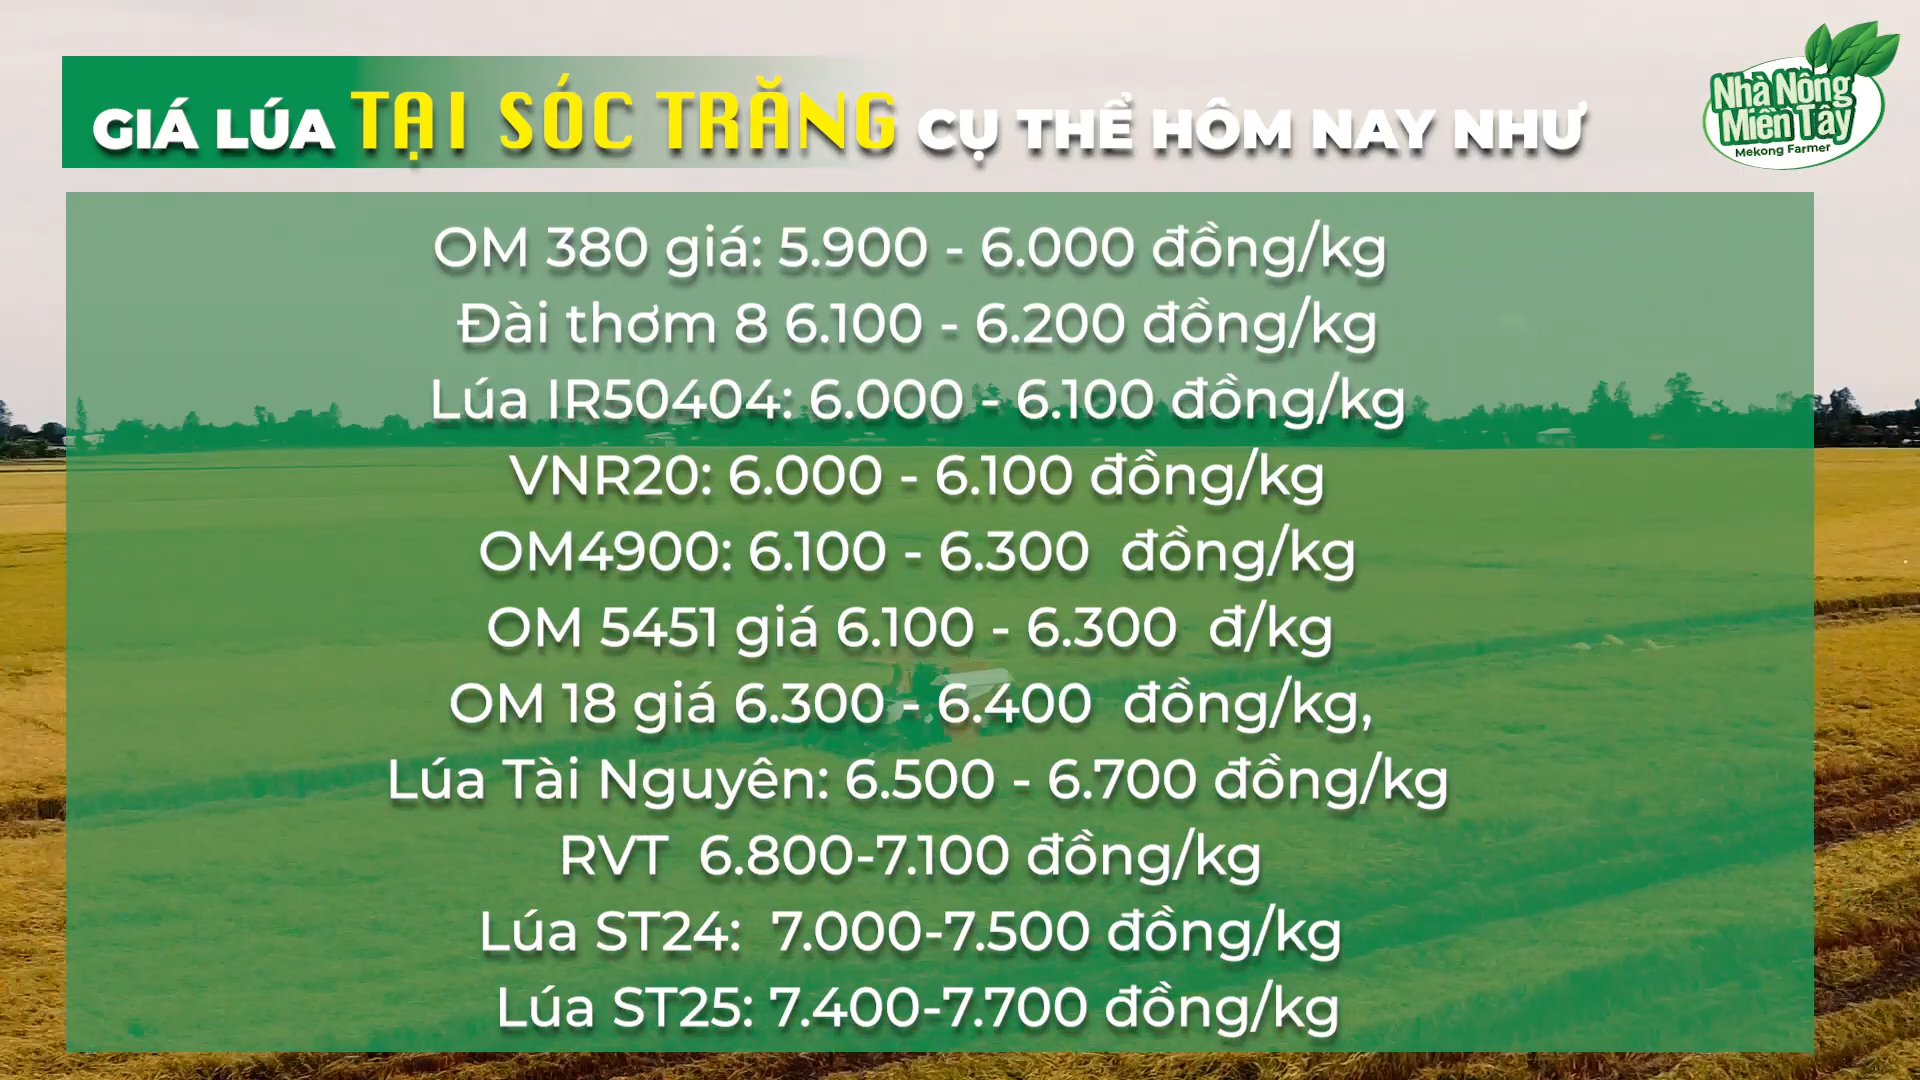 GIÁ LÚA TẠI SÓC TRĂNG CỤ THỂ HÔM NAY NHƯ
Nhà Nông
Miền Tây
Mekong Farmer
OM 380 giá: 5.900 - 6.000 đồng/kg
Đài thơm 8 6.100 - 6.200 đồng/kg
Lúa IR50404: 6.000 - 6.100 đồng/kg
VNR20: 6.000 - 6.100 đồng/kg
OM4900: 6.100 - 6.300 đồng/kg
OM 5451 giá 6.100 - 6.300 đ/kg
OM 18 giá 6.300 - 6.400 đồng/kg,
Lúa Tài Nguyên: 6.500 - 6.700 đồng/kg
RVT 6.800-7.100 đồng/kg
Lúa ST24: 7.000-7.500 đồng/kg
Lúa ST25: 7.400-7.700 đồng/kg